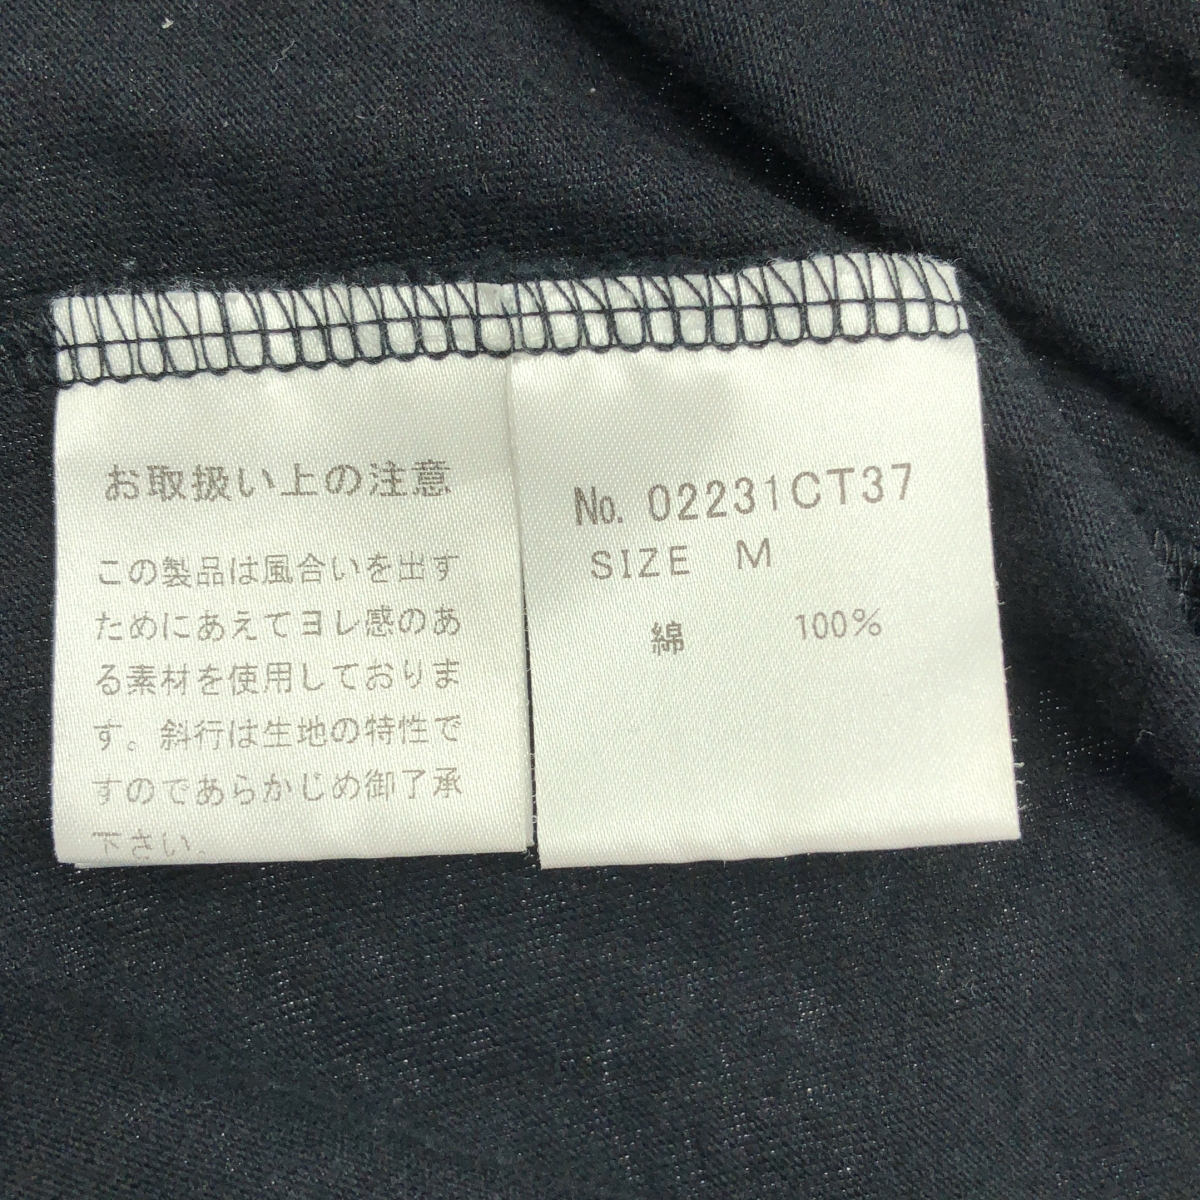 お取扱い上の注意
この製品は風合いを出す
ためにあえてヨレ感のあ
る素材を使用しておりま
す。斜行は生地の特性で
すのであらかじめ御了承
下さい。
No. 02231CT37
SIZE M
綿 100%